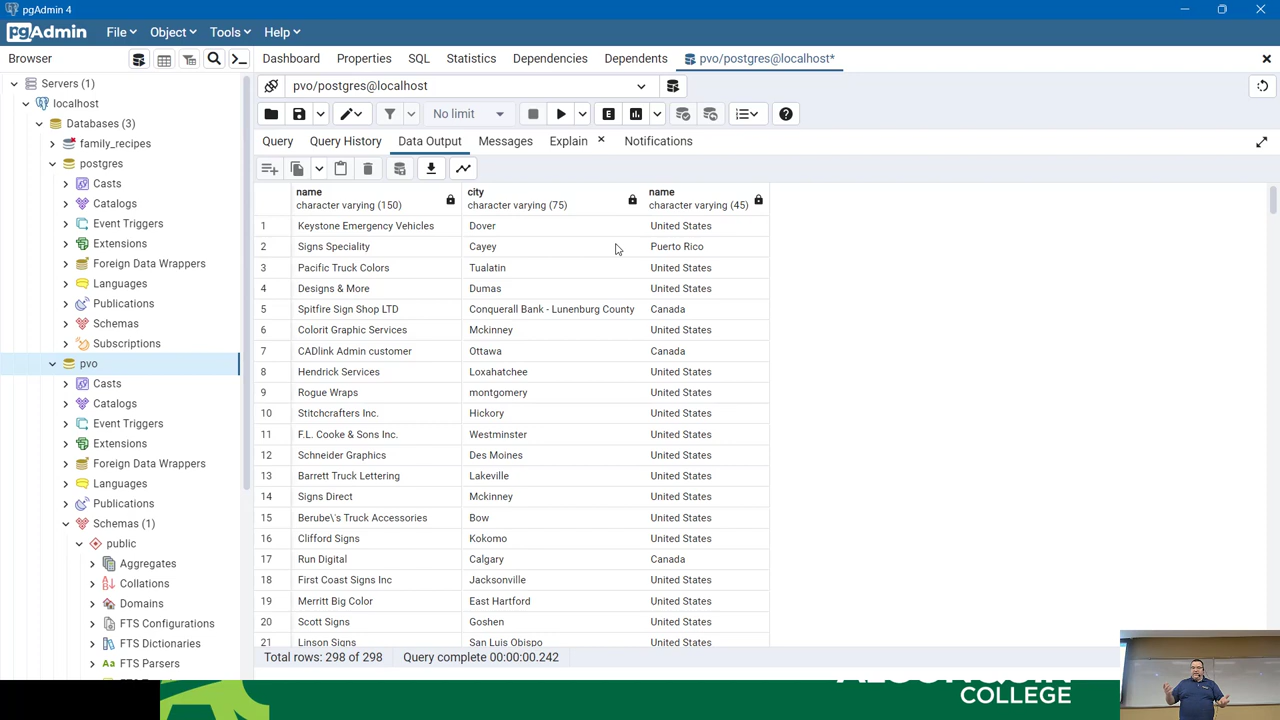 pgAdmin 4
pgAdmin File Object Tools Help
Browser Dashboard Properties SQL Statistics Dependencies Dependents pvo/postgres@localhost*
Servers (1)
localhost
Databases (3)
family_recipes
postgres
Casts
Catalogs
Event Triggers
Extensions
Foreign Data Wrappers
Languages
Publications
Schemas
Subscriptions
pvo
Casts
Catalogs
Event Triggers
Extensions
Foreign Data Wrappers
Languages
Publications
Schemas (1)
public
Aggregates
Collations
Domains
FTS Configurations
FTS Dictionaries
Aa FTS Parsers
pvo/postgres@localhost
No limit E
Query Query History Data Output Messages Explain Notifications
name city name
character varying (150) character varying (75) character varying (45)
1 Keystone Emergency Vehicles Dover United States
2 Signs Speciality Cayey Puerto Rico
3 Pacific Truck Colors Tualatin United States
4 Designs & More Dumas United States
5 Spitfire Sign Shop LTD Conquerall Bank - Lunenburg County Canada
6 Colorit Graphic Services Mckinney United States
7 CADlink Admin customer Ottawa Canada
8 Hendrick Services Loxahatchee United States
9 Rogue Wraps montgomery United States
10 Stitchcrafters Inc. Hickory United States
11 F.L. Cooke & Sons Inc. Westminster United States
12 Schneider Graphics Des Moines United States
13 Barrett Truck Lettering Lakeville United States
14 Signs Direct Mckinney United States
15 Berube\'s Truck Accessories Bow United States
16 Clifford Signs Kokomo United States
17 Run Digital Calgary Canada
18 First Coast Signs Inc Jacksonville United States
19 Merritt Big Color East Hartford United States
20 Scott Signs Goshen United States
21 Linson Signs San Luis Obispo United States
Total rows: 298 of 298 Query complete 00:00:00.242
ALGONQUIN
COLLEGE